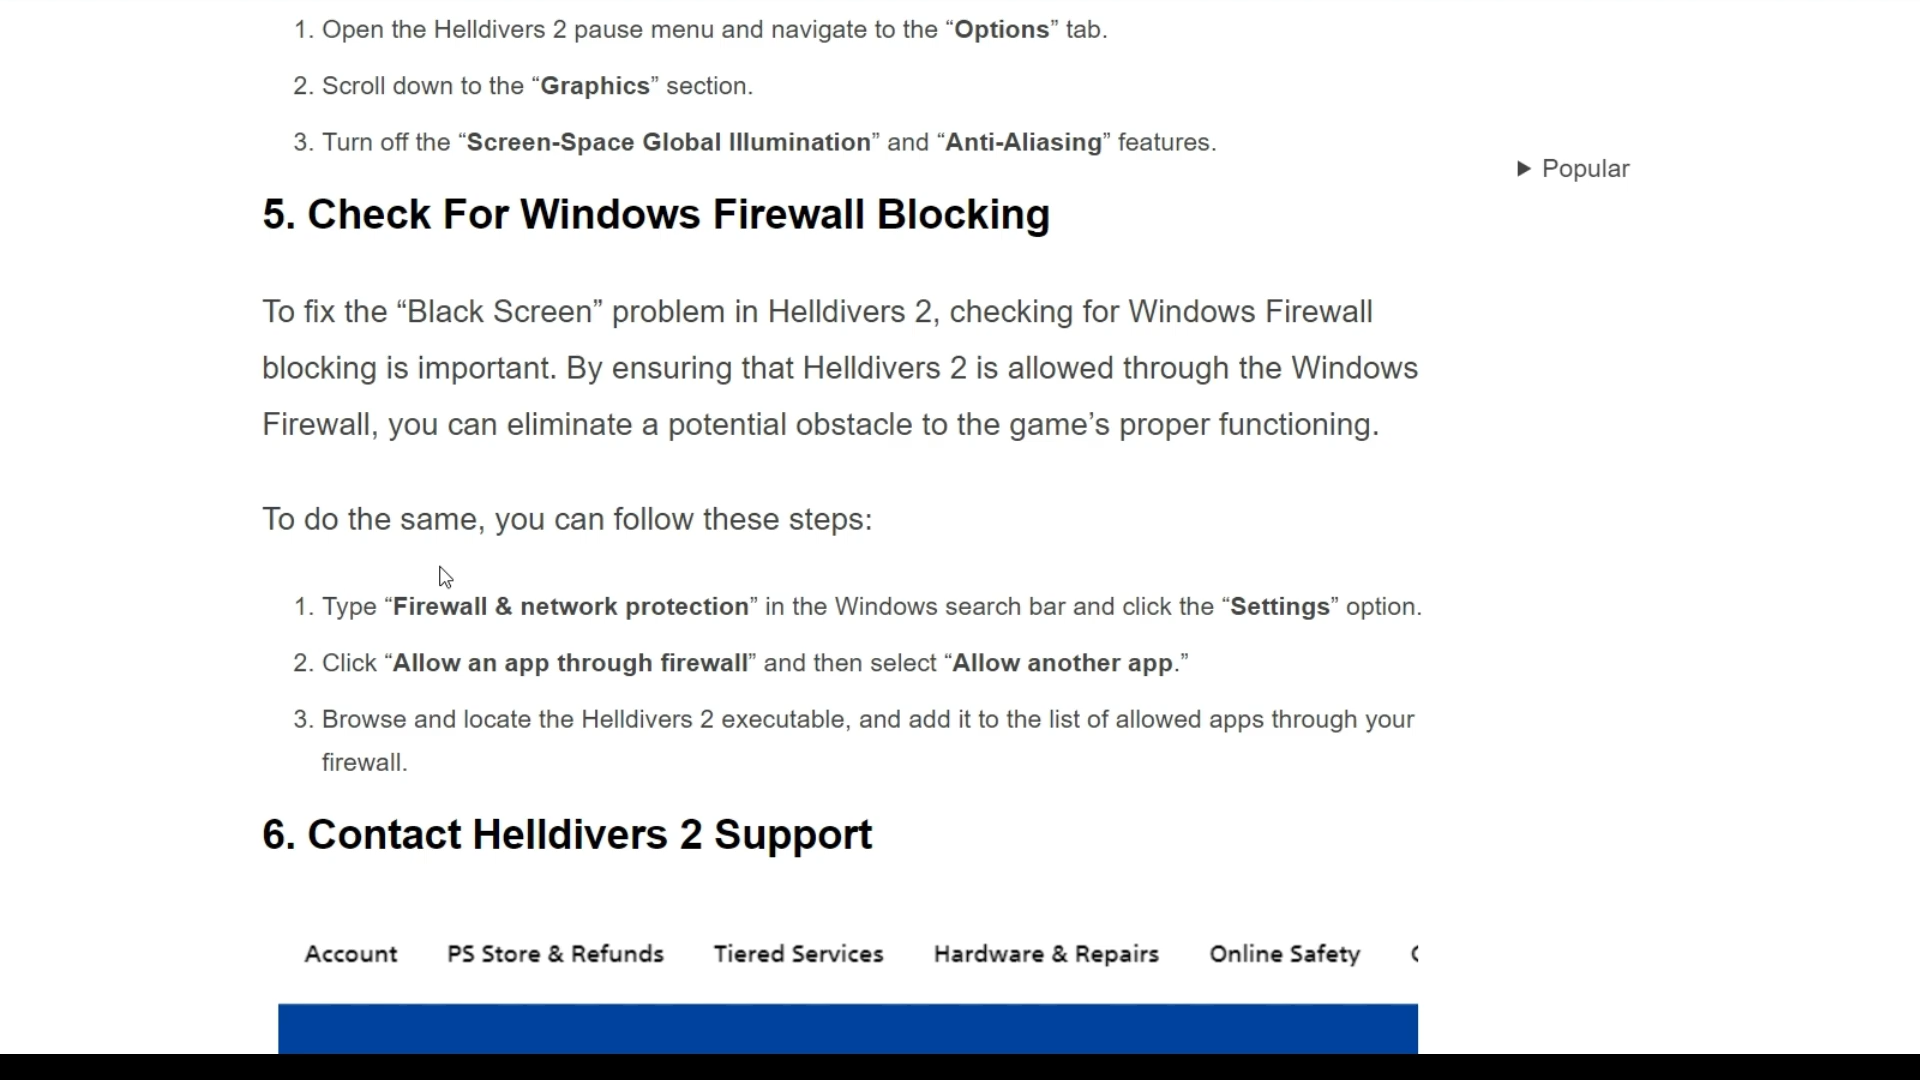 1. Open the Helldivers 2 pause menu and navigate to the “Options” tab.
2. Scroll down to the “Graphics” section.
3. Turn off the “Screen-Space Global Illumination” and “Anti-Aliasing” features.
▶ Popular
5. Check For Windows Firewall Blocking
To fix the “Black Screen” problem in Helldivers 2, checking for Windows Firewall
blocking is important. By ensuring that Helldivers 2 is allowed through the Windows
Firewall, you can eliminate a potential obstacle to the game’s proper functioning.
To do the same, you can follow these steps:
1. Type “Firewall & network protection” in the Windows search bar and click the “Settings” option.
2. Click “Allow an app through firewall” and then select “Allow another app.”
3. Browse and locate the Helldivers 2 executable, and add it to the list of allowed apps through your
firewall.
6. Contact Helldivers 2 Support
Account PS Store & Refunds Tiered Services Hardware & Repairs Online Safety